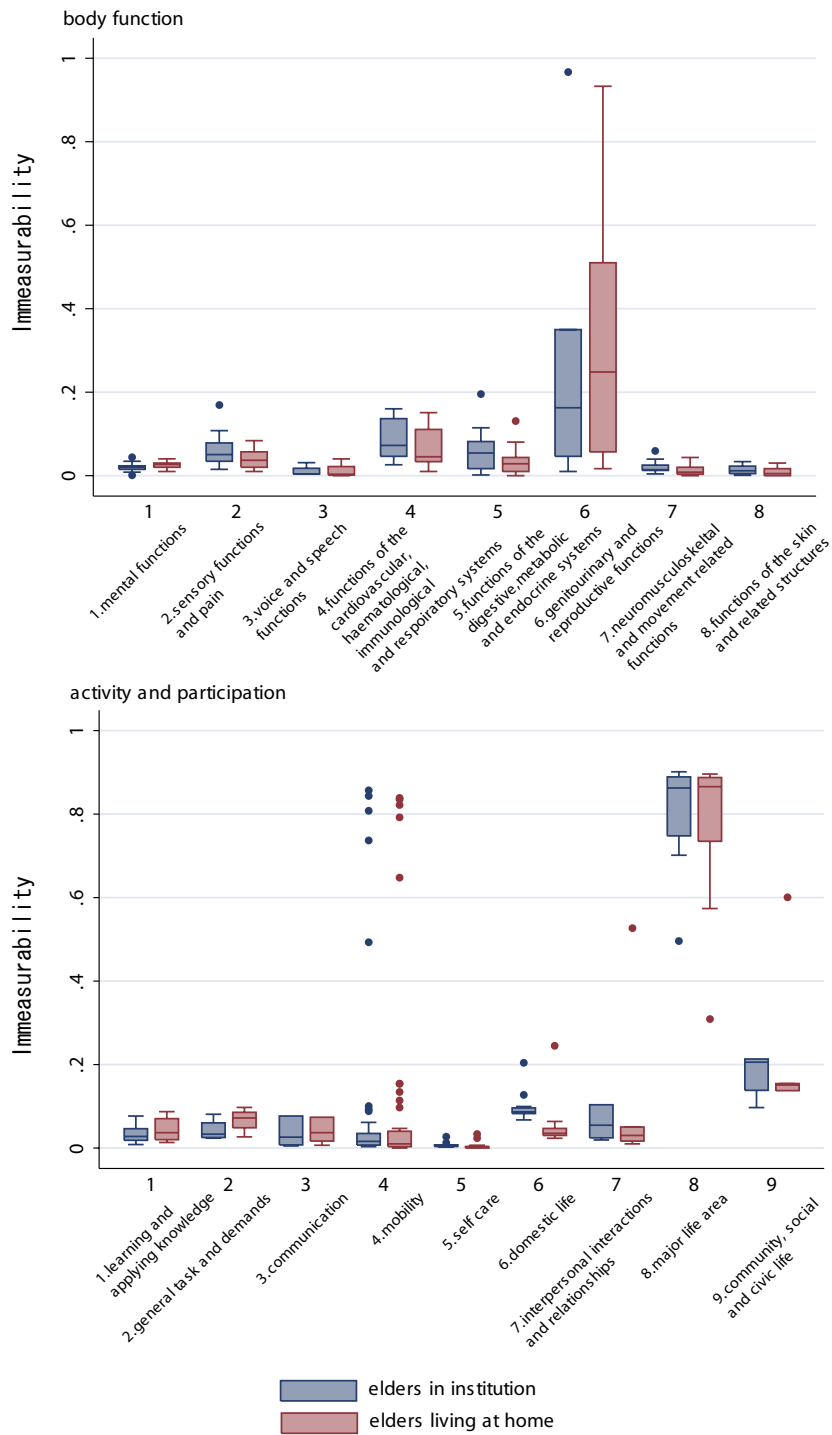 body function
Immeasurability
1
.8
.6
.4
.2
0
1 2 3 4 5 6 7 8
1.mental functions
2.sensory functions
and pain
3.voice and speech
functions
4.functions of the
cardiovascular,
haematological,
immunological
and respoiratory systems
5.functions of the
digestive,metabolic
and endocrine systems
6.genitourinary and
reproductive functions
7.neuromusculoskeltal
and movement related
functions
8.functions of the skin
and related structures
activity and participation
Immeasurability
1
.8
.6
.4
.2
0
1 2 3 4 5 6 7 8 9
1.learning and
applying knowledge
2.general task and demands
3.communication
4.mobility
5.self care
6.domestic life
7.interpersonal interactions
and relationships
8.major life area
9.community, social
and civic life
elders in institution
elders living at home